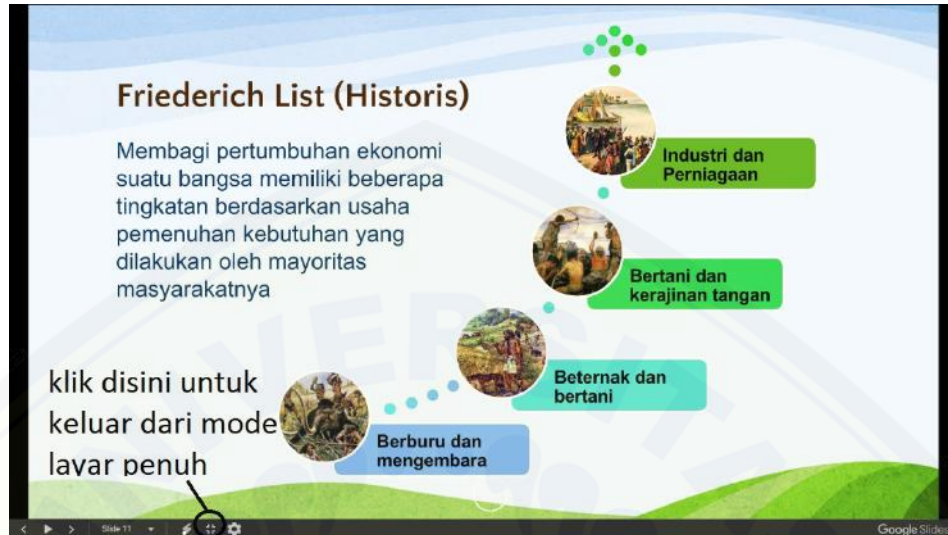 Friederich List (Historis)
Membagi pertumbuhan ekonomi
suatu bangsa memiliki beberapa
tingkatan berdasarkan usaha
pemenuhan kebutuhan yang
dilakukan oleh mayoritas
masyarakatnya
Industri dan
Perniagaan
Bertani dan
kerajinan tangan
Beternak dan
bertani
Berburu dan
mengembara
klik disini untuk
keluar dari mode
layar penuh
Slide 11
Google Slides